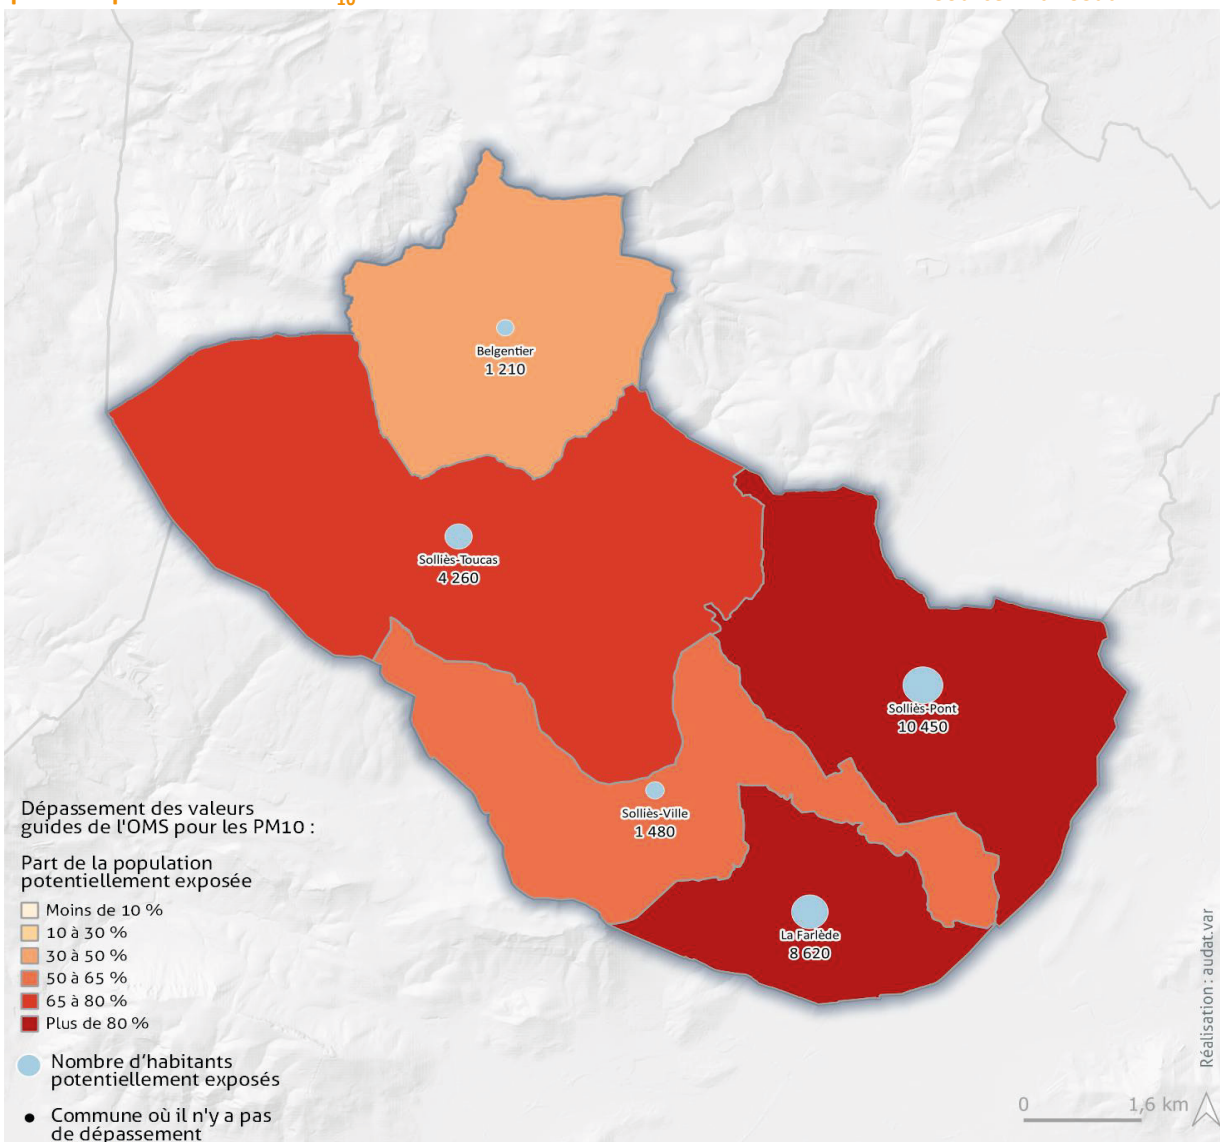 10
Belgentier
1 210
Solliès-Toucas
4 260
Solliès-Pont
10 450
Solliès-Ville
1 480
La Farlède
8 620
Dépassement des valeurs
guides de l'OMS pour les PM10 :
Part de la population
potentiellement exposée
Moins de 10 %
10 à 30 %
30 à 50 %
50 à 65 %
65 à 80 %
Plus de 80 %
Nombre d’habitants
potentiellement exposés
Commune où il n'y a pas
de dépassement
0 1,6 km
Réalisation : audat.var